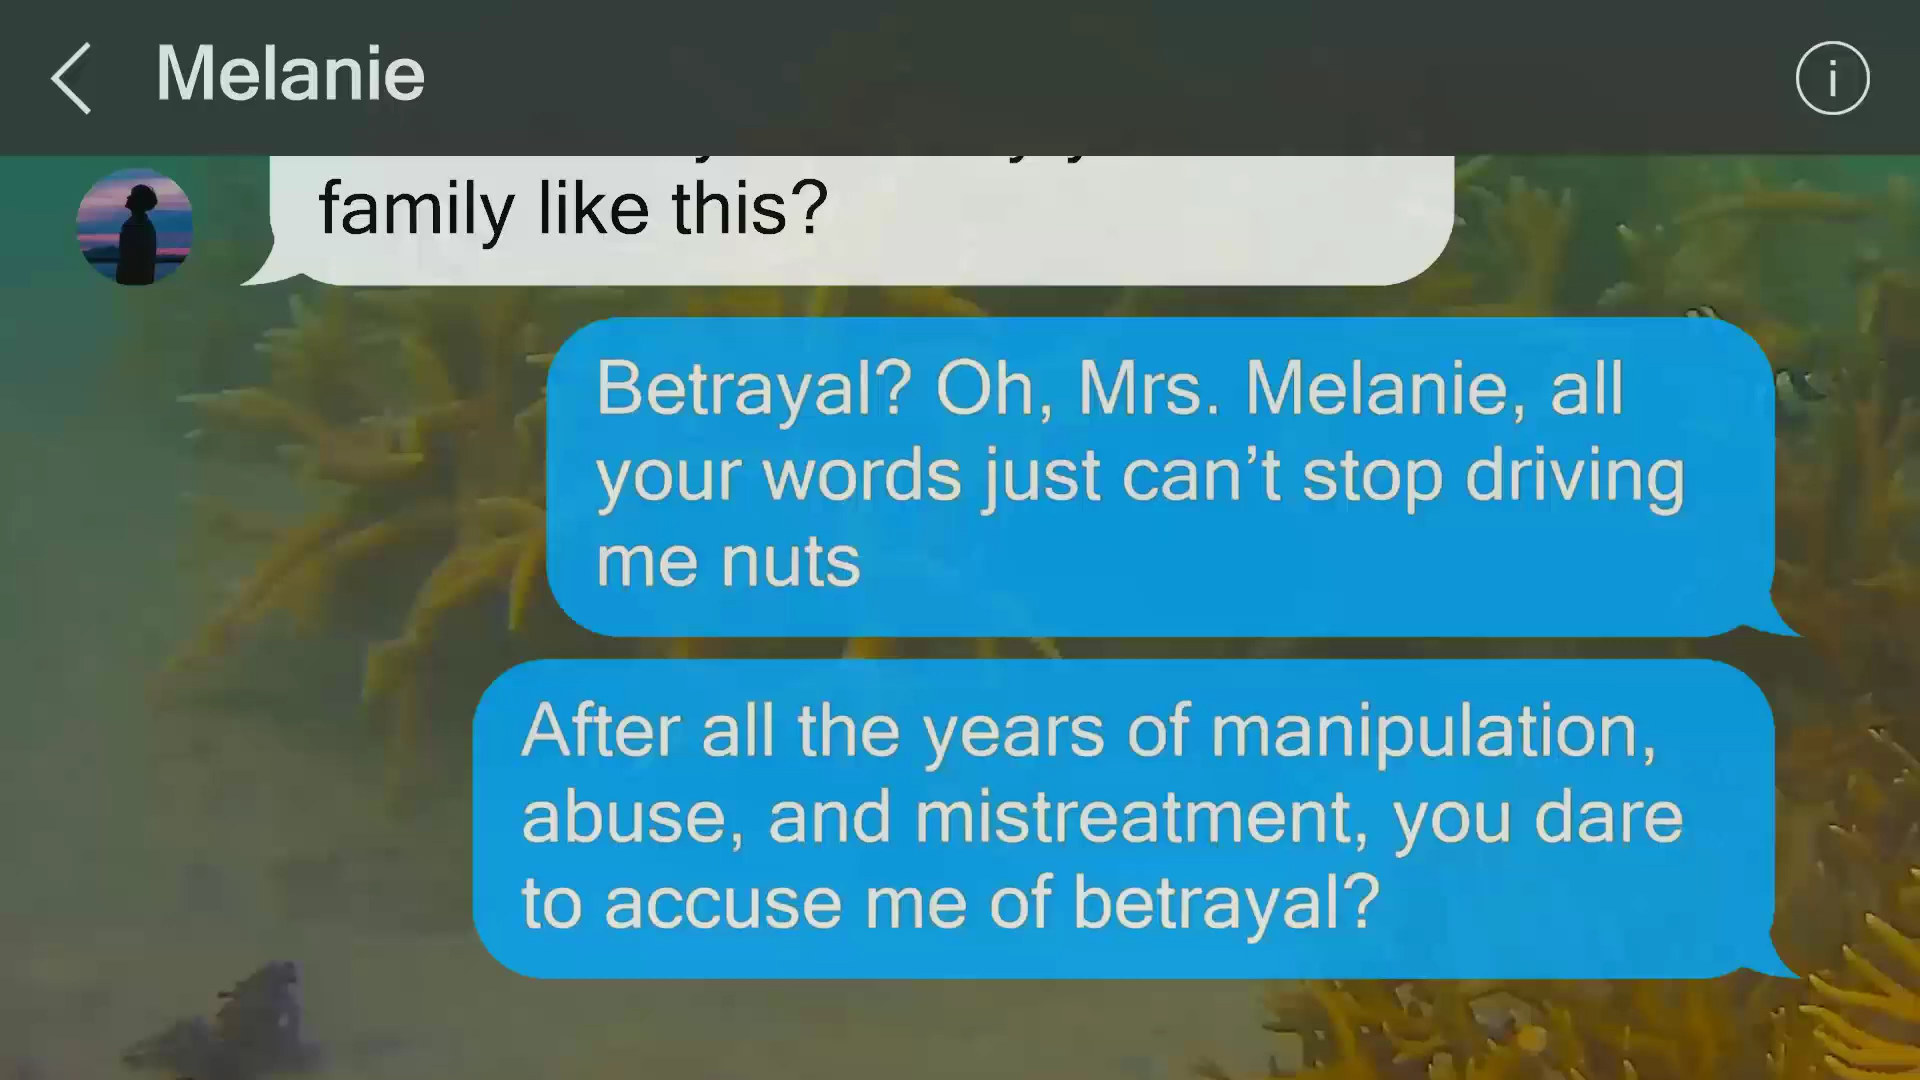 Melanie
i
family like this?
Betrayal? Oh, Mrs. Melanie, all
your words just can’t stop driving
me nuts
After all the years of manipulation,
abuse, and mistreatment, you dare
to accuse me of betrayal?